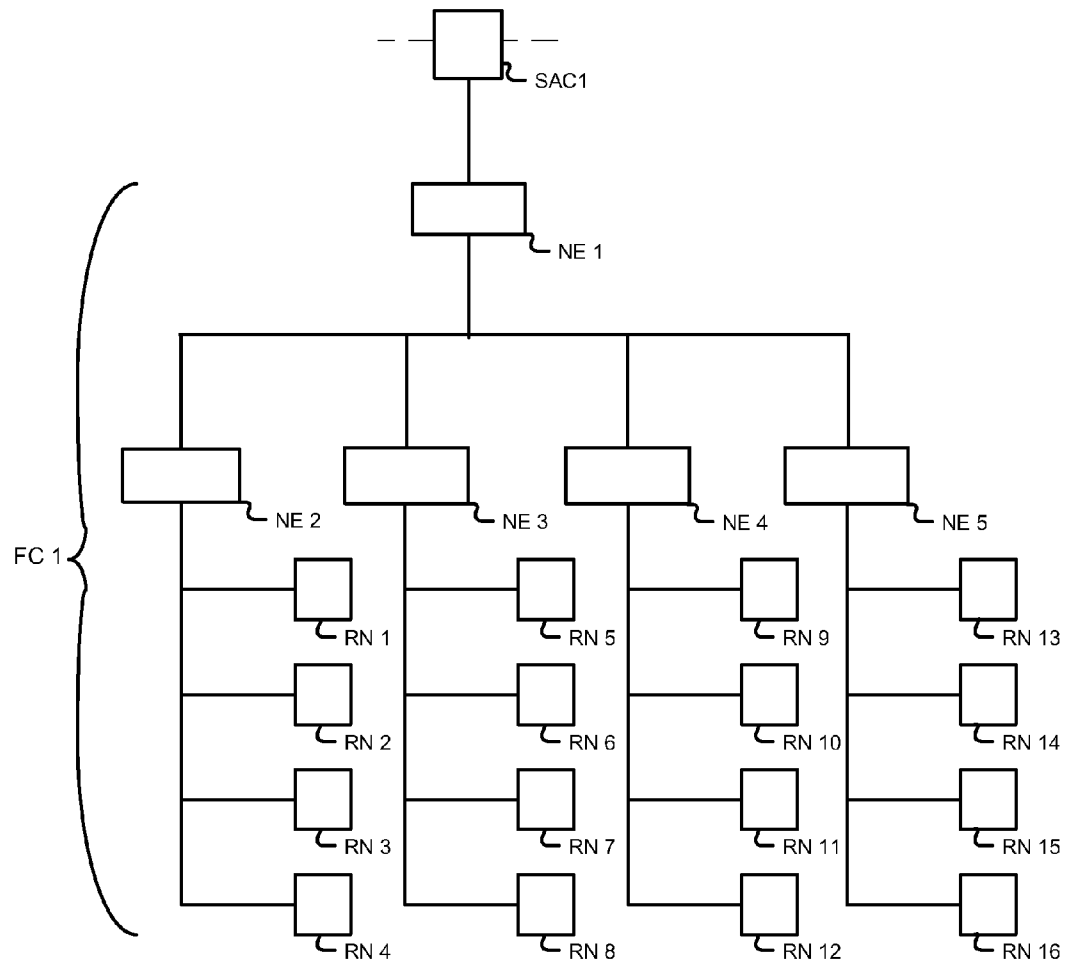 SAC1
NE 1
NE 2
NE 3
NE 4
NE 5
FC 1
RN 1
RN 5
RN 9
RN 13
RN 2
RN 6
RN 10
RN 14
RN 3
RN 7
RN 11
RN 15
RN 4
RN 8
RN 12
RN 16